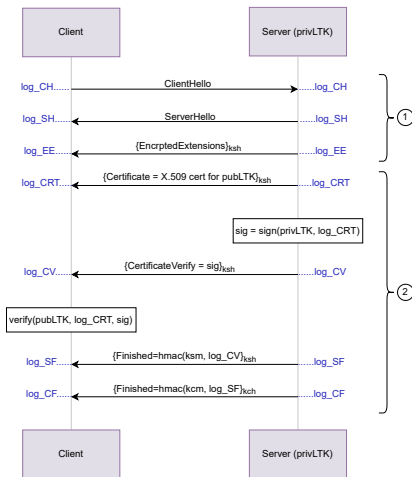 Client Server (privLTK)
log_CH...... ClientHello ......log_CH
log_SH...... ServerHello ......log_SH
log_EE...... {EncrptedExtensions}ksh ......log_EE
log_CRT...... {Certificate = X.509 cert for pubLTK}ksh ......log_CRT
sig = sign(privLTK, log_CRT)
log_CV...... {CertificateVerify = sig}ksh ......log_CV
verify(pubLTK, log_CRT, sig)
log_SF...... {Finished=hmac(ksm, log_CV)}ksh ......log_SF
log_CF...... {Finished=hmac(kcm, log_SF)}kch ......log_CF
Client Server (privLTK)
1
2